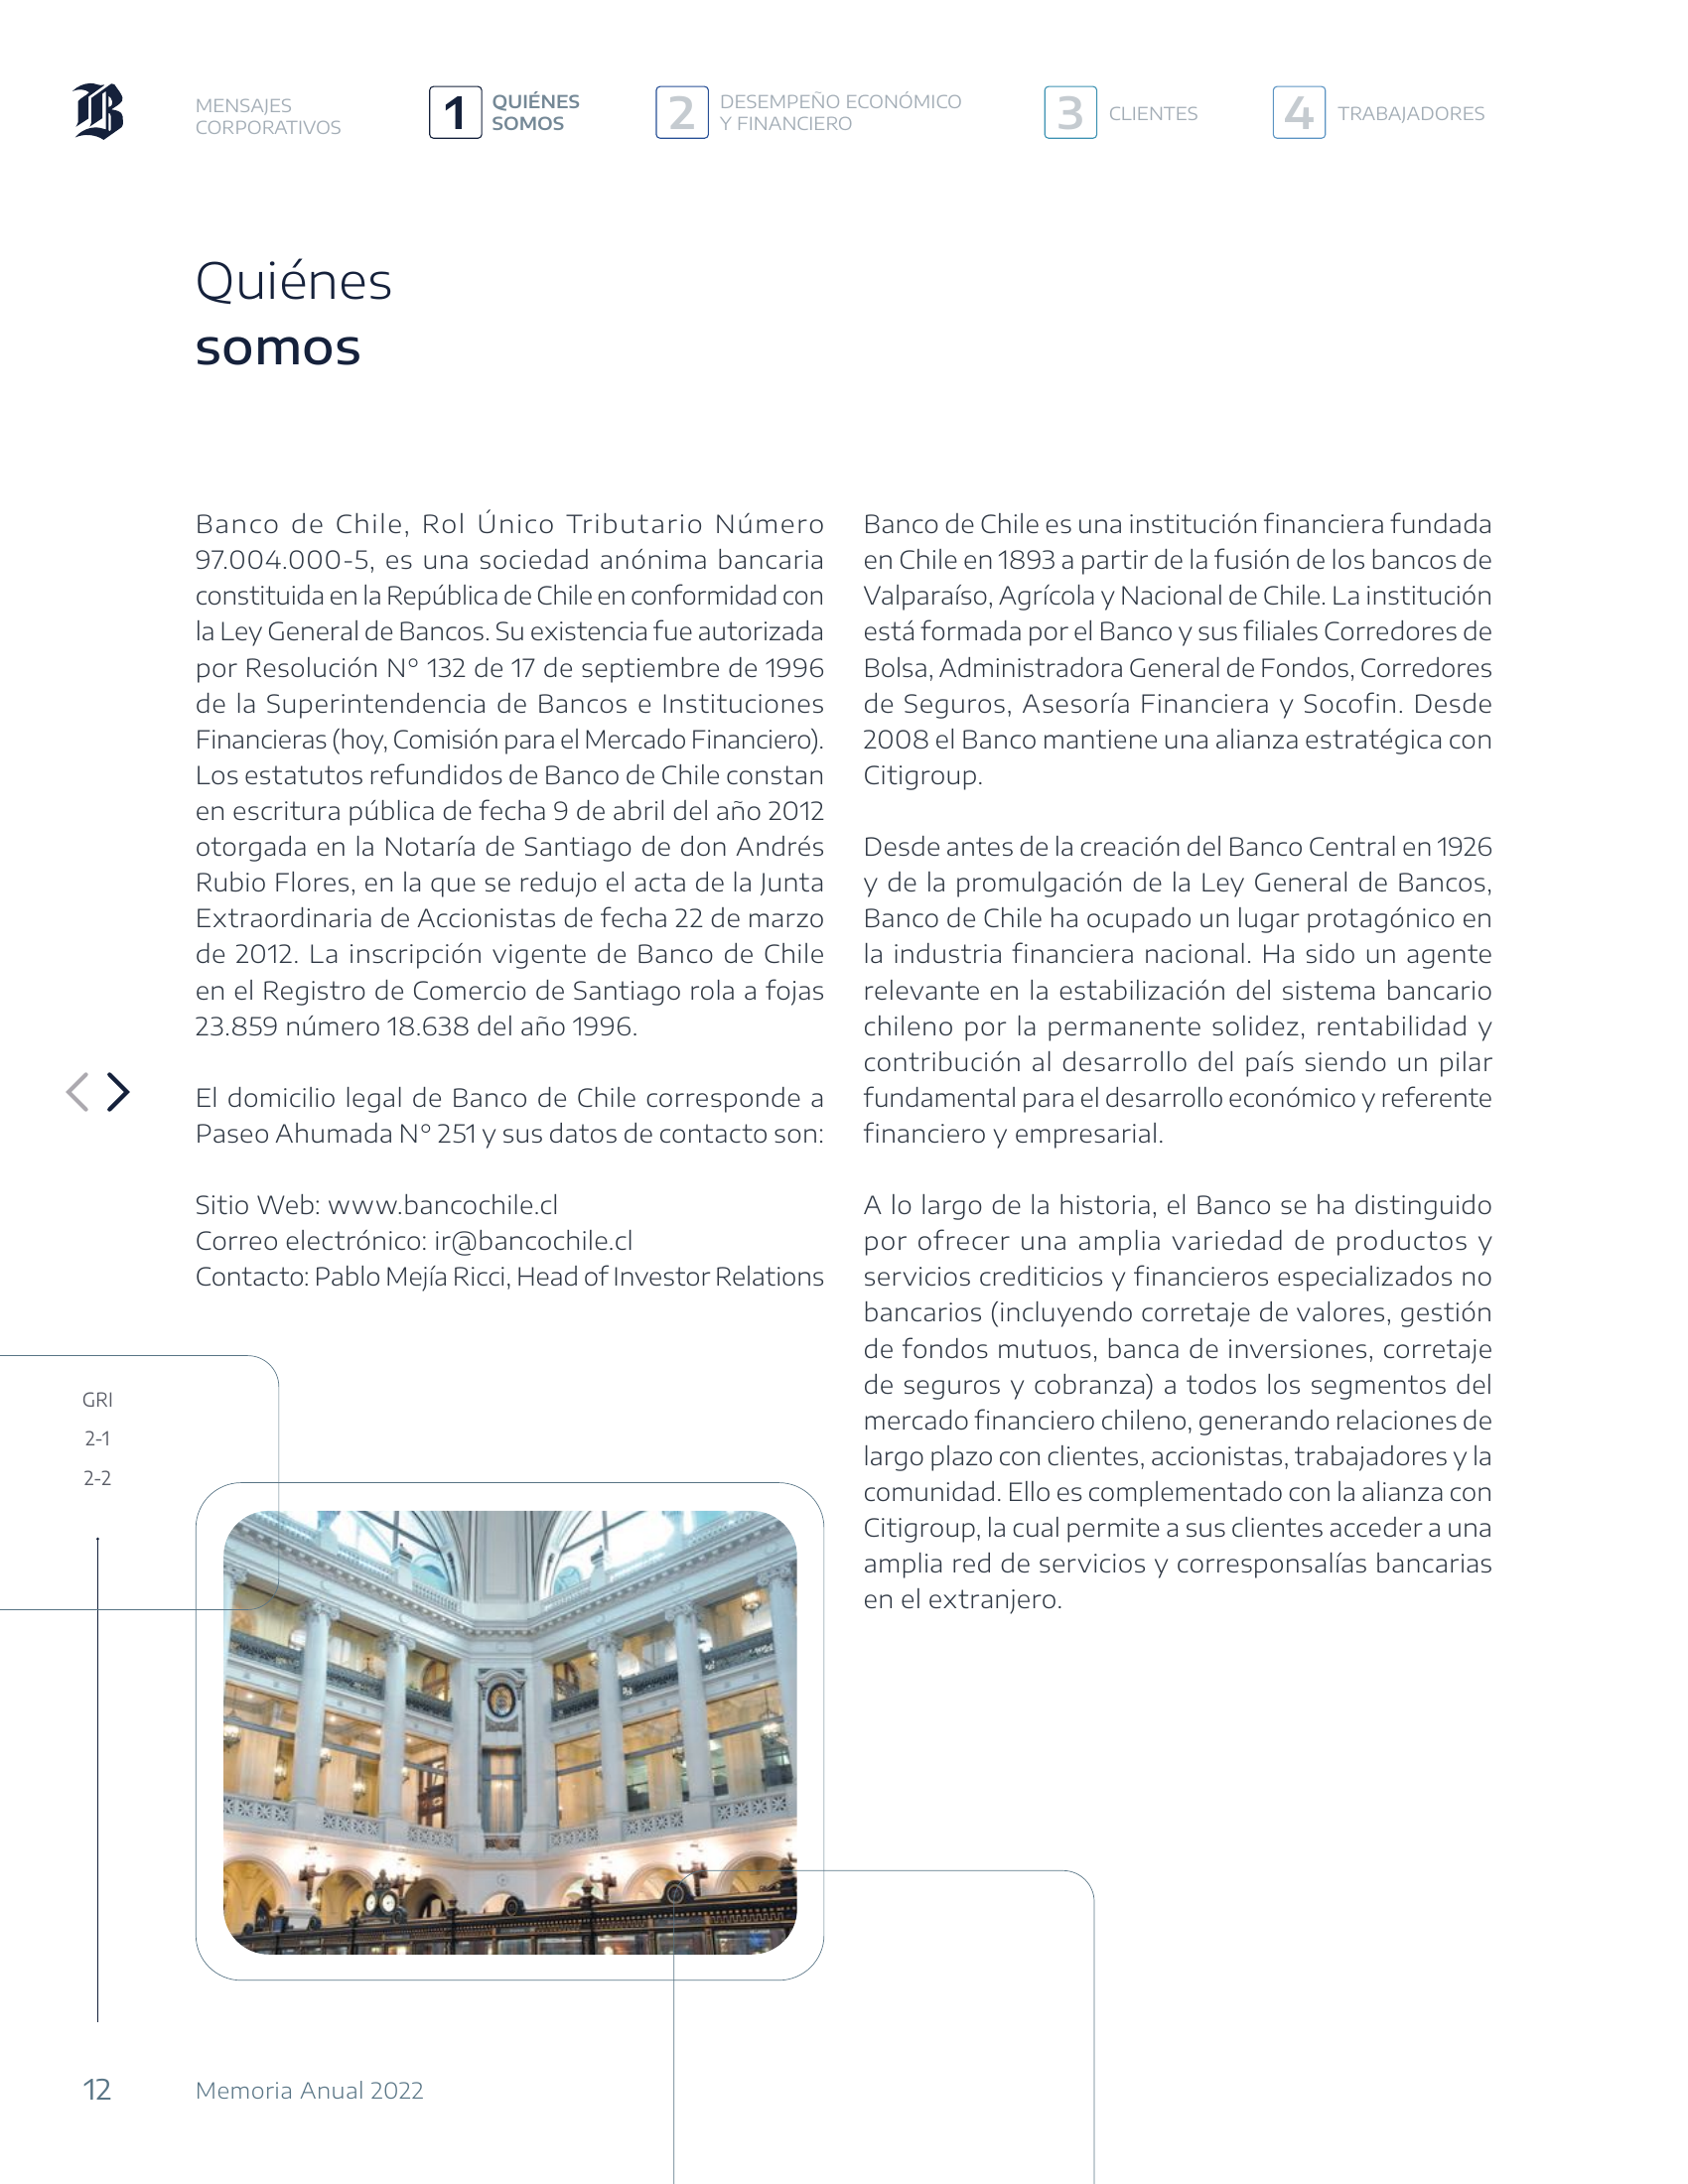 MENSAJES
CORPORATIVOS
1
QUIÉNES
SOMOS
2
DESEMPEÑO ECONÓMICO
Y FINANCIERO
3
CLIENTES
4
TRABAJADORES
Quiénes
somos
Banco de Chile, Rol Único Tributario Número
97.004.000-5, es una sociedad anónima bancaria
constituida en la República de Chile en conformidad con
la Ley General de Bancos. Su existencia fue autorizada
por Resolución N° 132 de 17 de septiembre de 1996
de la Superintendencia de Bancos e Instituciones
Financieras (hoy, Comisión para el Mercado Financiero).
Los estatutos refundidos de Banco de Chile constan
en escritura pública de fecha 9 de abril del año 2012
otorgada en la Notaría de Santiago de don Andrés
Rubio Flores, en la que se redujo el acta de la Junta
Extraordinaria de Accionistas de fecha 22 de marzo
de 2012. La inscripción vigente de Banco de Chile
en el Registro de Comercio de Santiago rola a fojas
23.859 número 18.638 del año 1996.
El domicilio legal de Banco de Chile corresponde a
Paseo Ahumada N° 251 y sus datos de contacto son:
Sitio Web: www.bancochile.cl
Correo electrónico: ir@bancochile.cl
Contacto: Pablo Mejía Ricci, Head of Investor Relations
Banco de Chile es una institución financiera fundada
en Chile en 1893 a partir de la fusión de los bancos de
Valparaíso, Agrícola y Nacional de Chile. La institución
está formada por el Banco y sus filiales Corredores de
Bolsa, Administradora General de Fondos, Corredores
de Seguros, Asesoría Financiera y Socofin. Desde
2008 el Banco mantiene una alianza estratégica con
Citigroup.
Desde antes de la creación del Banco Central en 1926
y de la promulgación de la Ley General de Bancos,
Banco de Chile ha ocupado un lugar protagónico en
la industria financiera nacional. Ha sido un agente
relevante en la estabilización del sistema bancario
chileno por la permanente solidez, rentabilidad y
contribución al desarrollo del país siendo un pilar
fundamental para el desarrollo económico y referente
financiero y empresarial.
A lo largo de la historia, el Banco se ha distinguido
por ofrecer una amplia variedad de productos y
servicios crediticios y financieros especializados no
bancarios (incluyendo corretaje de valores, gestión
de fondos mutuos, banca de inversiones, corretaje
de seguros y cobranza) a todos los segmentos del
mercado financiero chileno, generando relaciones de
largo plazo con clientes, accionistas, trabajadores y la
comunidad. Ello es complementado con la alianza con
Citigroup, la cual permite a sus clientes acceder a una
amplia red de servicios y corresponsalías bancarias
en el extranjero.
GRI
2-1
2-2
12
Memoria Anual 2022